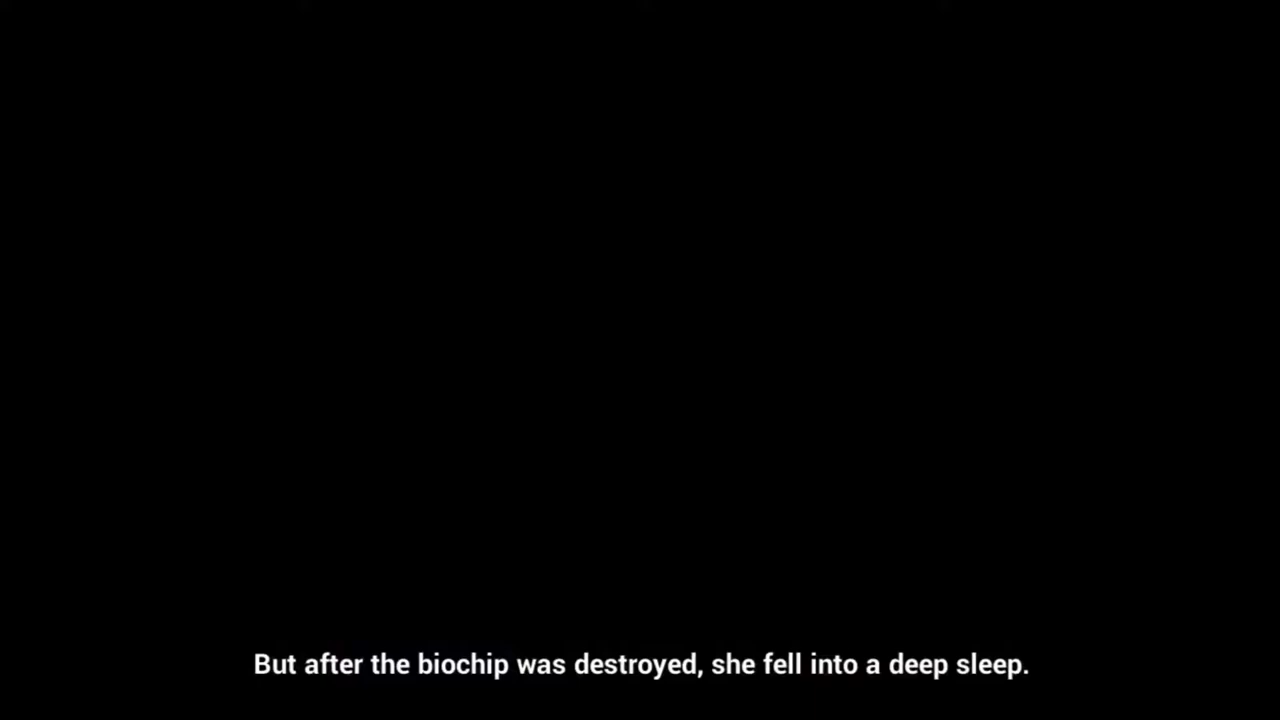 But after the biochip was destroyed, she fell into a deep sleep.